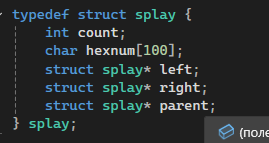 typedef struct splay {
int count;
char hexnum[100];
struct splay* left;
struct splay* right;
struct splay* parent;
} splay;
(поле